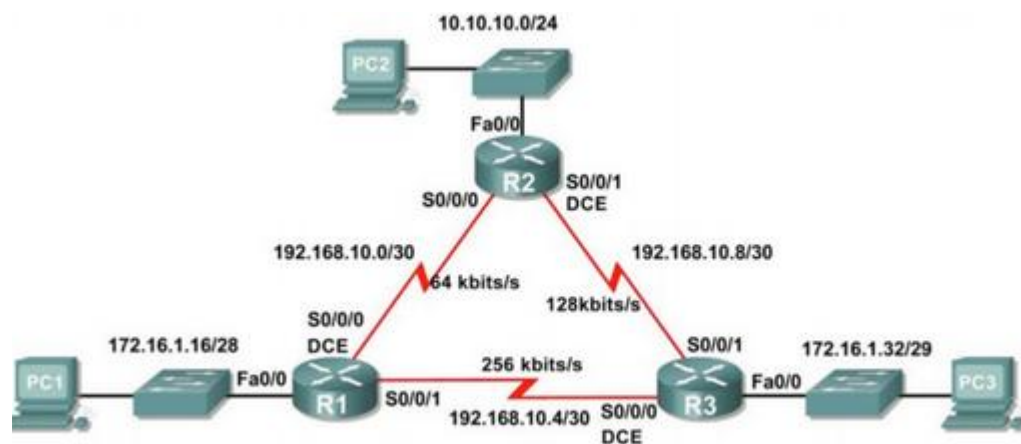 10.10.10.0/24
PC2
Fa0/0
R2
S0/0/0
S0/0/1
DCE
192.168.10.0/30
192.168.10.8/30
64 kbits/s
128kbits/s
S0/0/0
DCE
172.16.1.16/28
256 kbits/s
S0/0/1
172.16.1.32/29
PC1
Fa0/0
R1
S0/0/1
192.168.10.4/30
S0/0/0
DCE
R3
Fa0/0
PC3